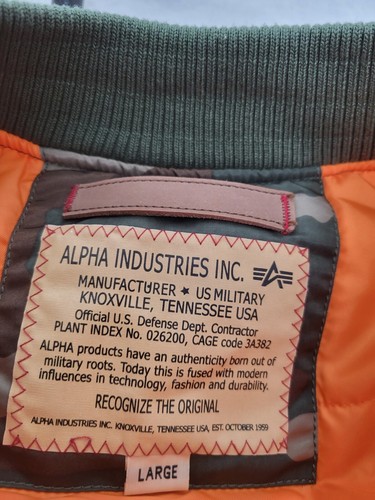 ALPHA INDUSTRIES INC.
MANUFACTURER ★ US MILITARY
KNOXVILLE, TENNESSEE USA
Official U.S. Defense Dept. Contractor
PLANT INDEX No. 026200, CAGE code 3A382
ALPHA products have an authenticity born out of
military roots. Today this is fused with modern
influences in technology, fashion and durability.
RECOGNIZE THE ORIGINAL
ALPHA INDUSTRIES INC. KNOXVILLE, TENNESSEE USA, EST. OCTOBER 1959
LARGE